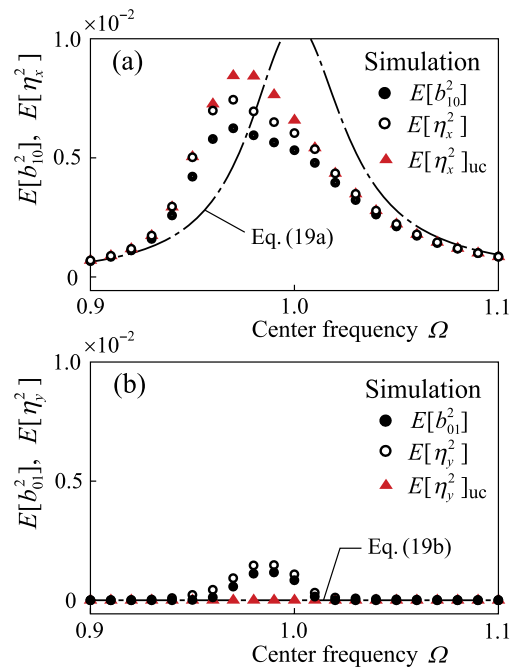 ×10⁻²
1.0
(a)
Simulation
E[b²₁₀]
E[η²ₓ]
E[η²ₓ]uc
E[b²₁₀], E[η²ₓ]
0.5
Eq. (19a)
0
0.9
1.0
1.1
Center frequency Ω
×10⁻²
1.0
(b)
Simulation
E[b²₀₁]
E[η²ᵧ]
E[η²ᵧ]uc
E[b²₀₁], E[η²ᵧ]
0.5
Eq. (19b)
0
0.9
1.0
1.1
Center frequency Ω